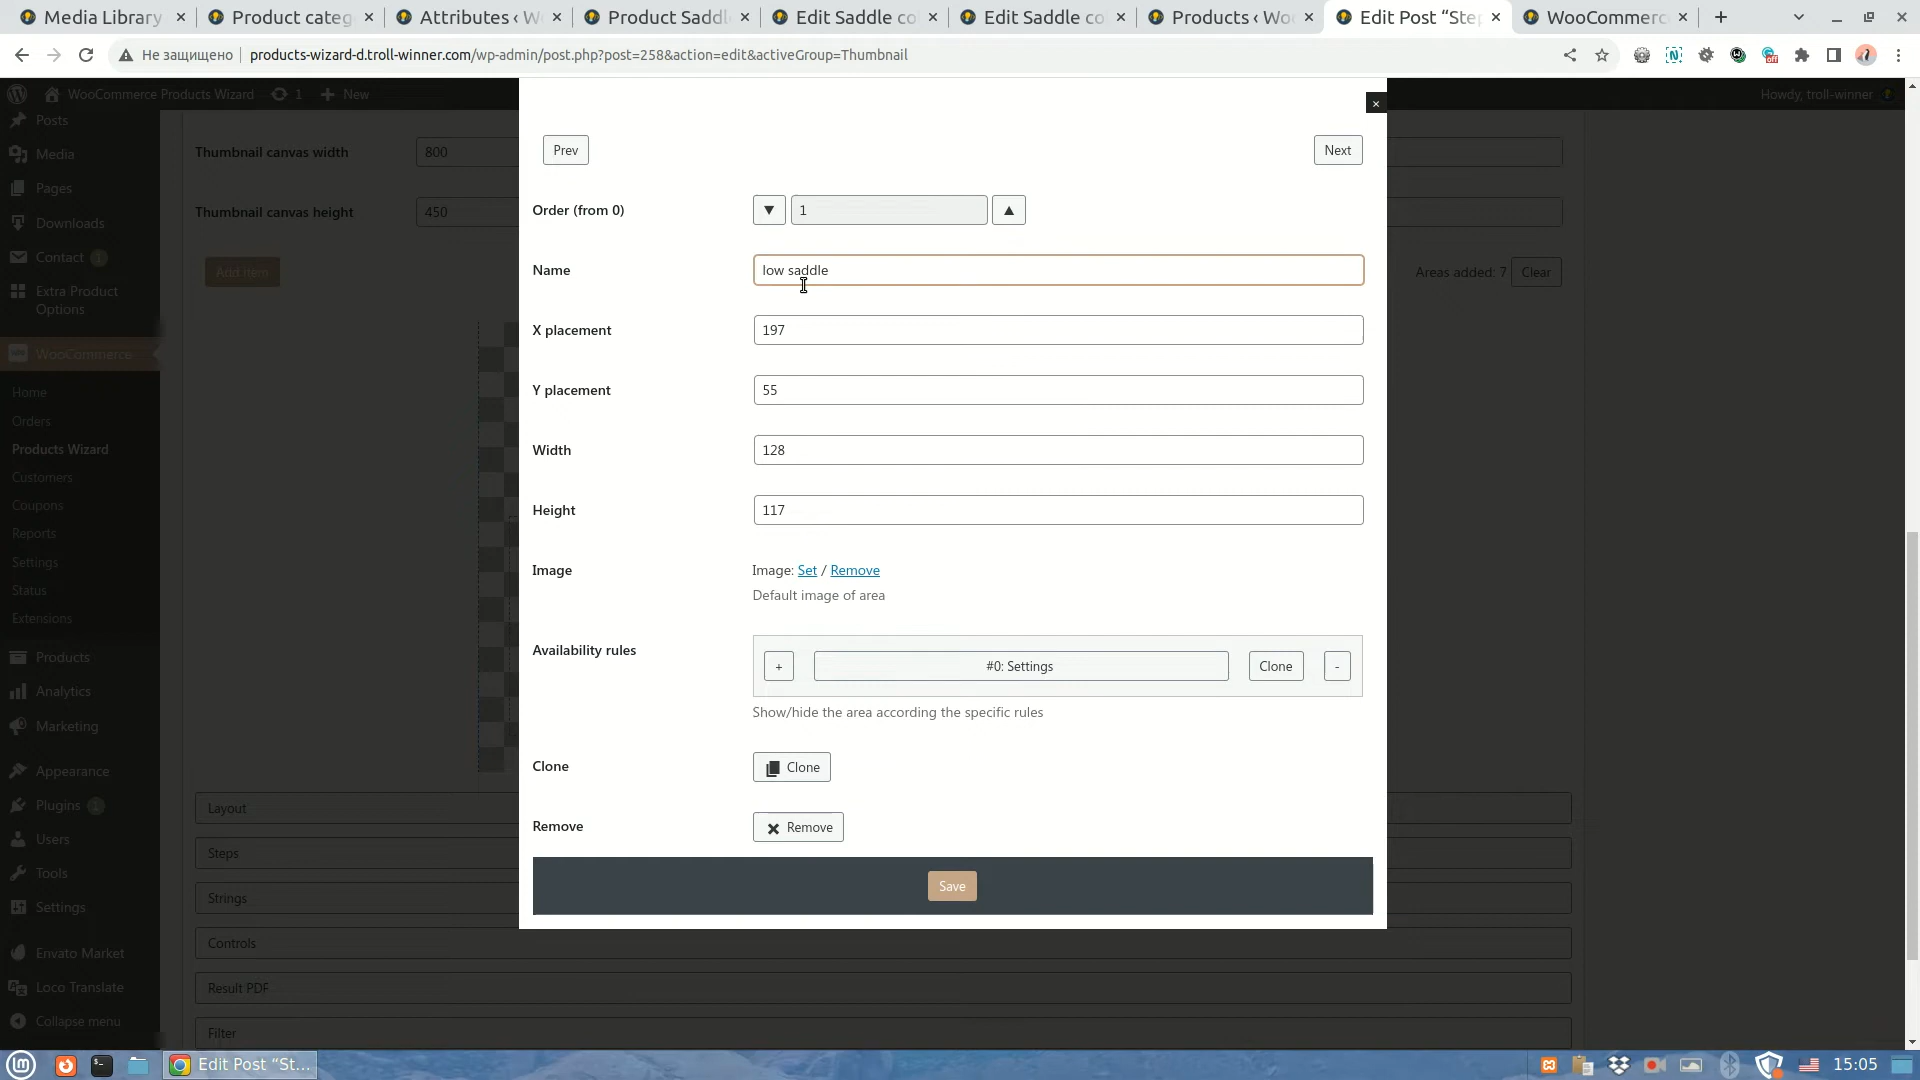 Media Library
Product categ
Attributes ‹ W
Product Saddl
Edit Saddle co
Edit Saddle co
Products ‹ Woo
Edit Post “Ste
WooCommerc
Не защищено
products-wizard-d.troll-winner.com/wp-admin/post.php?post=258&action=edit&activeGroup=Thumbnail
WooCommerce Products Wizard
1
New
Howdy, troll-winner
Posts
Media
Pages
Downloads
Contact 1
Extra Product Options
WooCommerce
Home
Orders
Products Wizard
Customers
Coupons
Reports
Settings
Status
Extensions
Products
Analytics
Marketing
Appearance
Plugins 1
Users
Tools
Settings
Envato Market
Loco Translate
Collapse menu
Thumbnail canvas width
800
Thumbnail canvas height
450
Add item
Areas added: 7
Clear
Layout
Steps
Strings
Controls
Result PDF
Filter
×
Prev
Next
Order (from 0)
▼
1
▲
Name
low saddle
X placement
197
Y placement
55
Width
128
Height
117
Image
Image: Set / Remove
Default image of area
Availability rules
+
#0: Settings
Clone
-
Show/hide the area according the specific rules
Clone
Clone
Remove
Remove
Save
Edit Post “St...
15:05